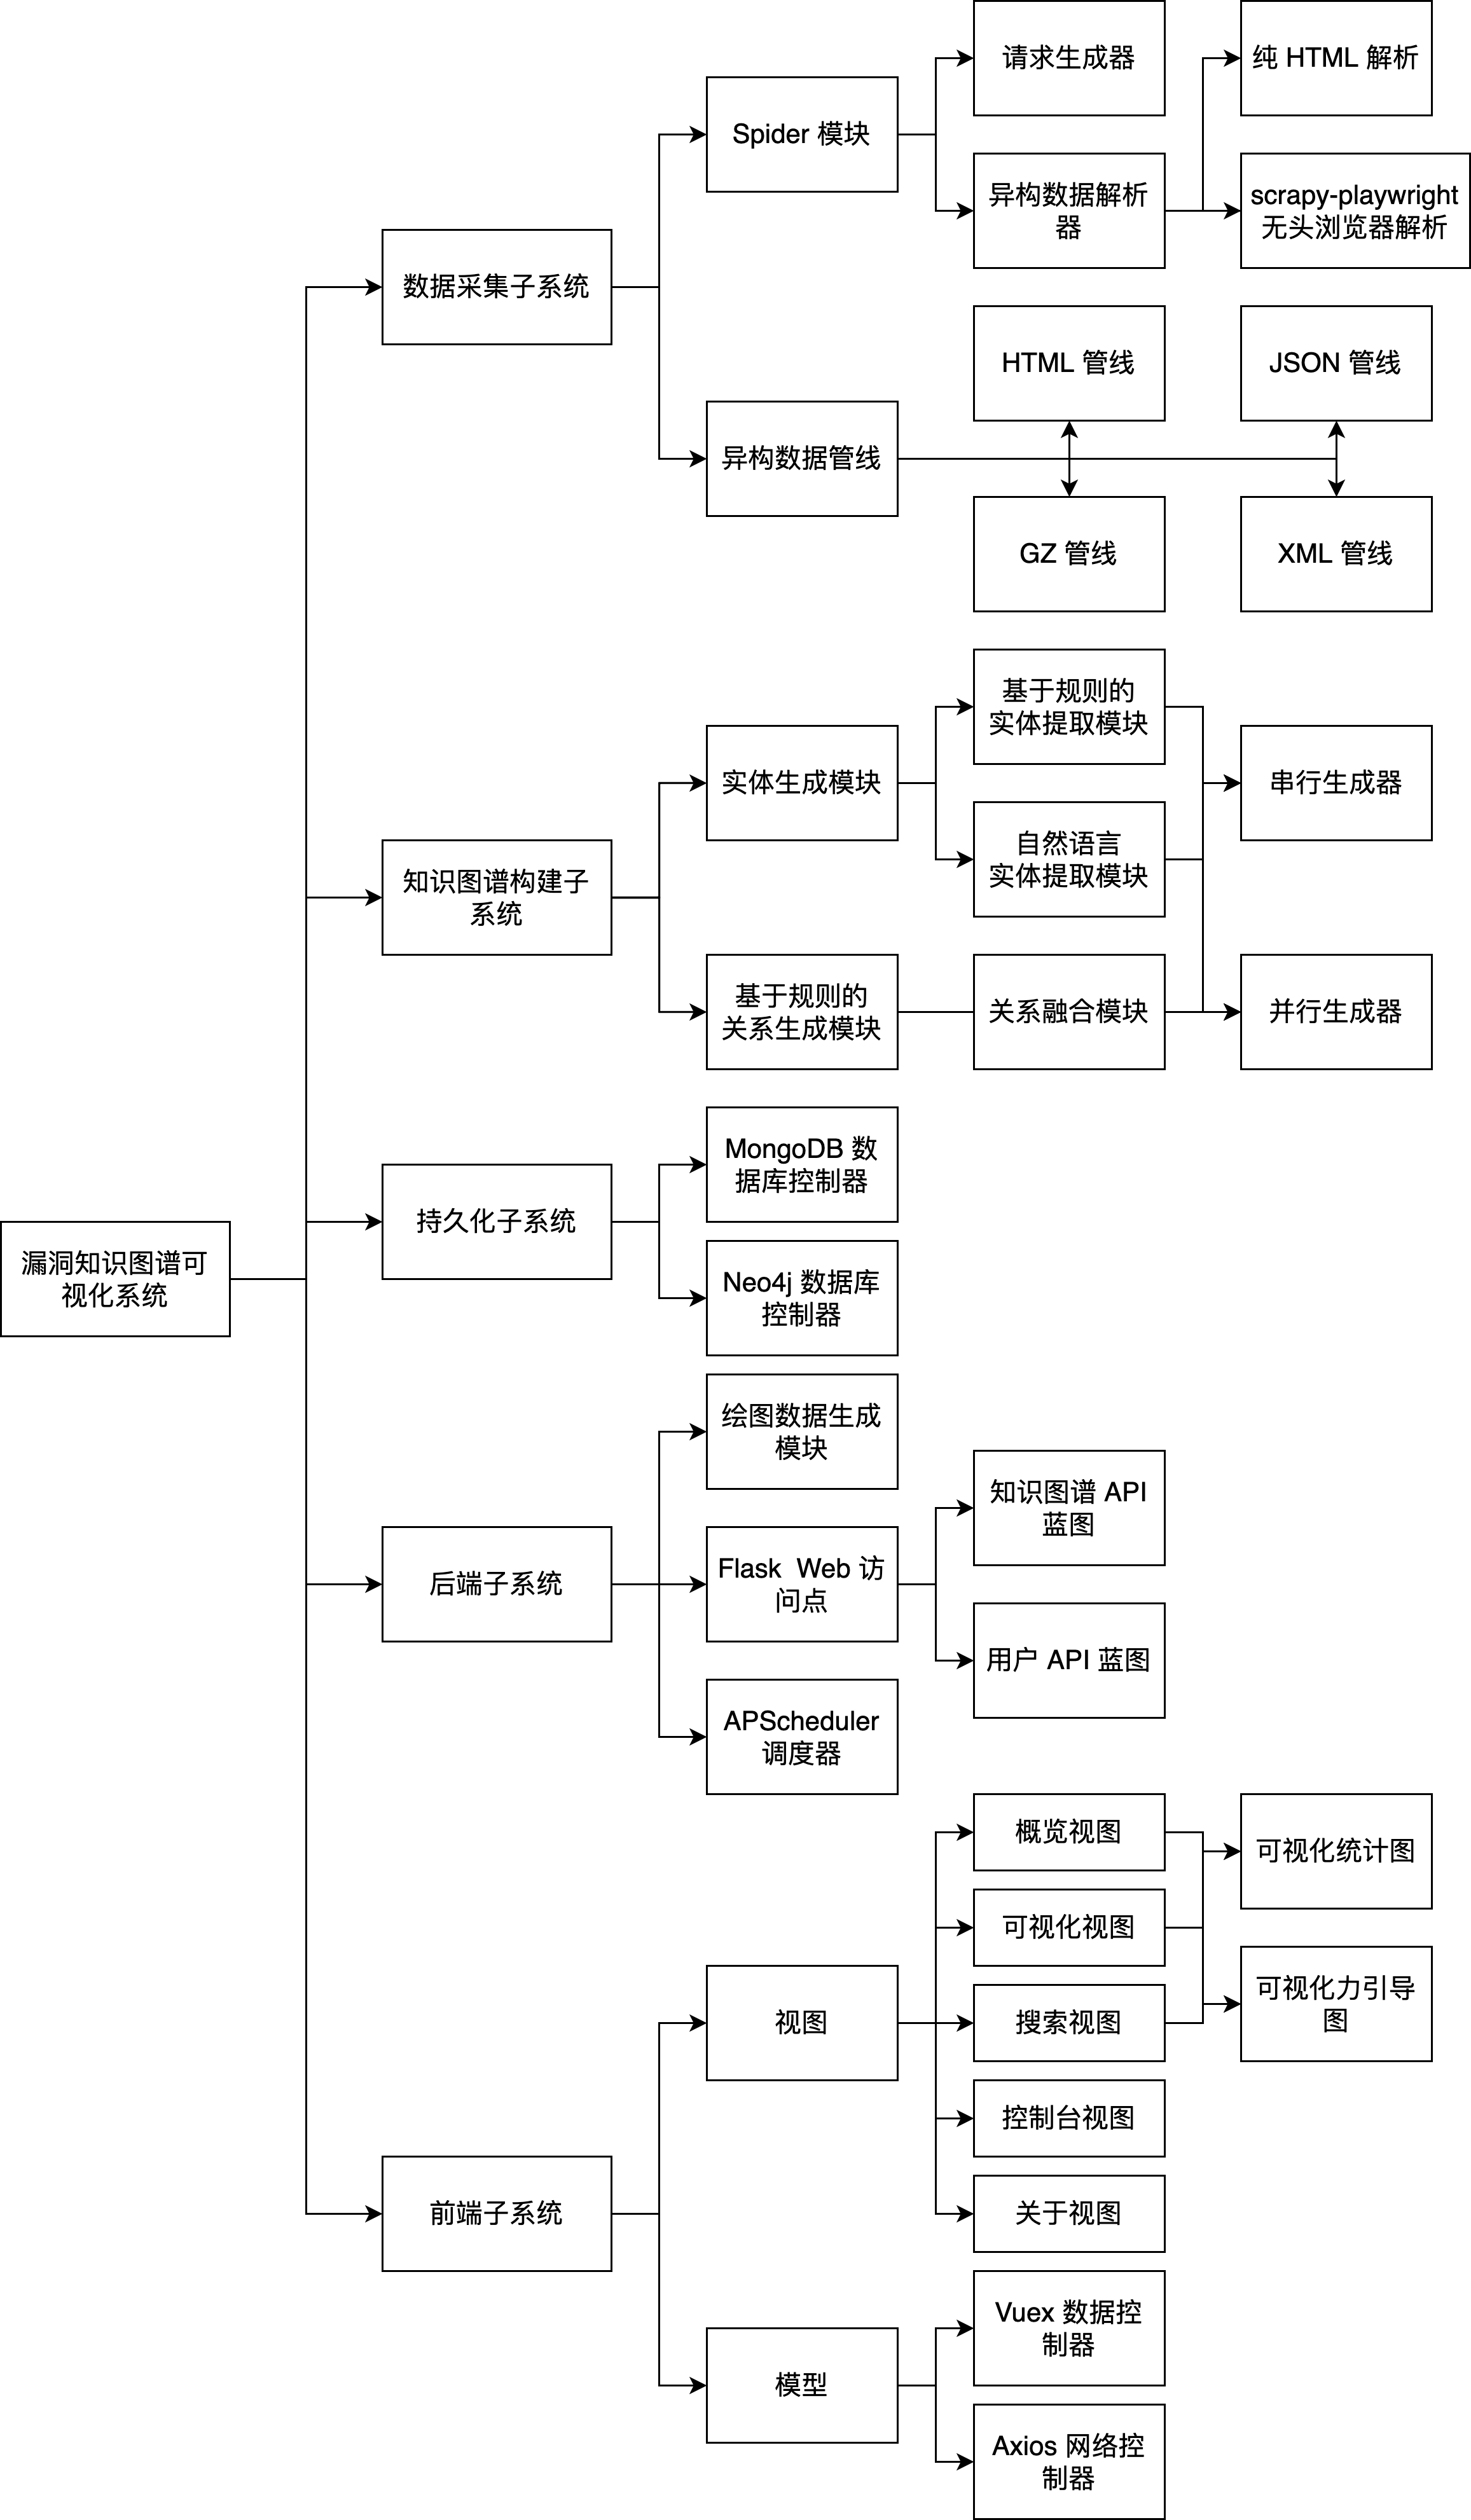 漏洞知识图谱可
视化系统
数据采集子系统
Spider 模块
请求生成器
异构数据解析
器
纯 HTML 解析
scrapy-playwright
无头浏览器解析
异构数据管线
HTML 管线
JSON 管线
GZ 管线
XML 管线
知识图谱构建子
系统
实体生成模块
基于规则的
实体提取模块
自然语言
实体提取模块
串行生成器
基于规则的
关系生成模块
关系融合模块
并行生成器
持久化子系统
MongoDB 数
据库控制器
Neo4j 数据库
控制器
后端子系统
绘图数据生成
模块
Flask  Web 访
问点
知识图谱 API
蓝图
用户 API 蓝图
APScheduler
调度器
前端子系统
视图
概览视图
可视化视图
搜索视图
控制台视图
关于视图
可视化统计图
可视化力引导
图
模型
Vuex 数据控
制器
Axios 网络控
制器